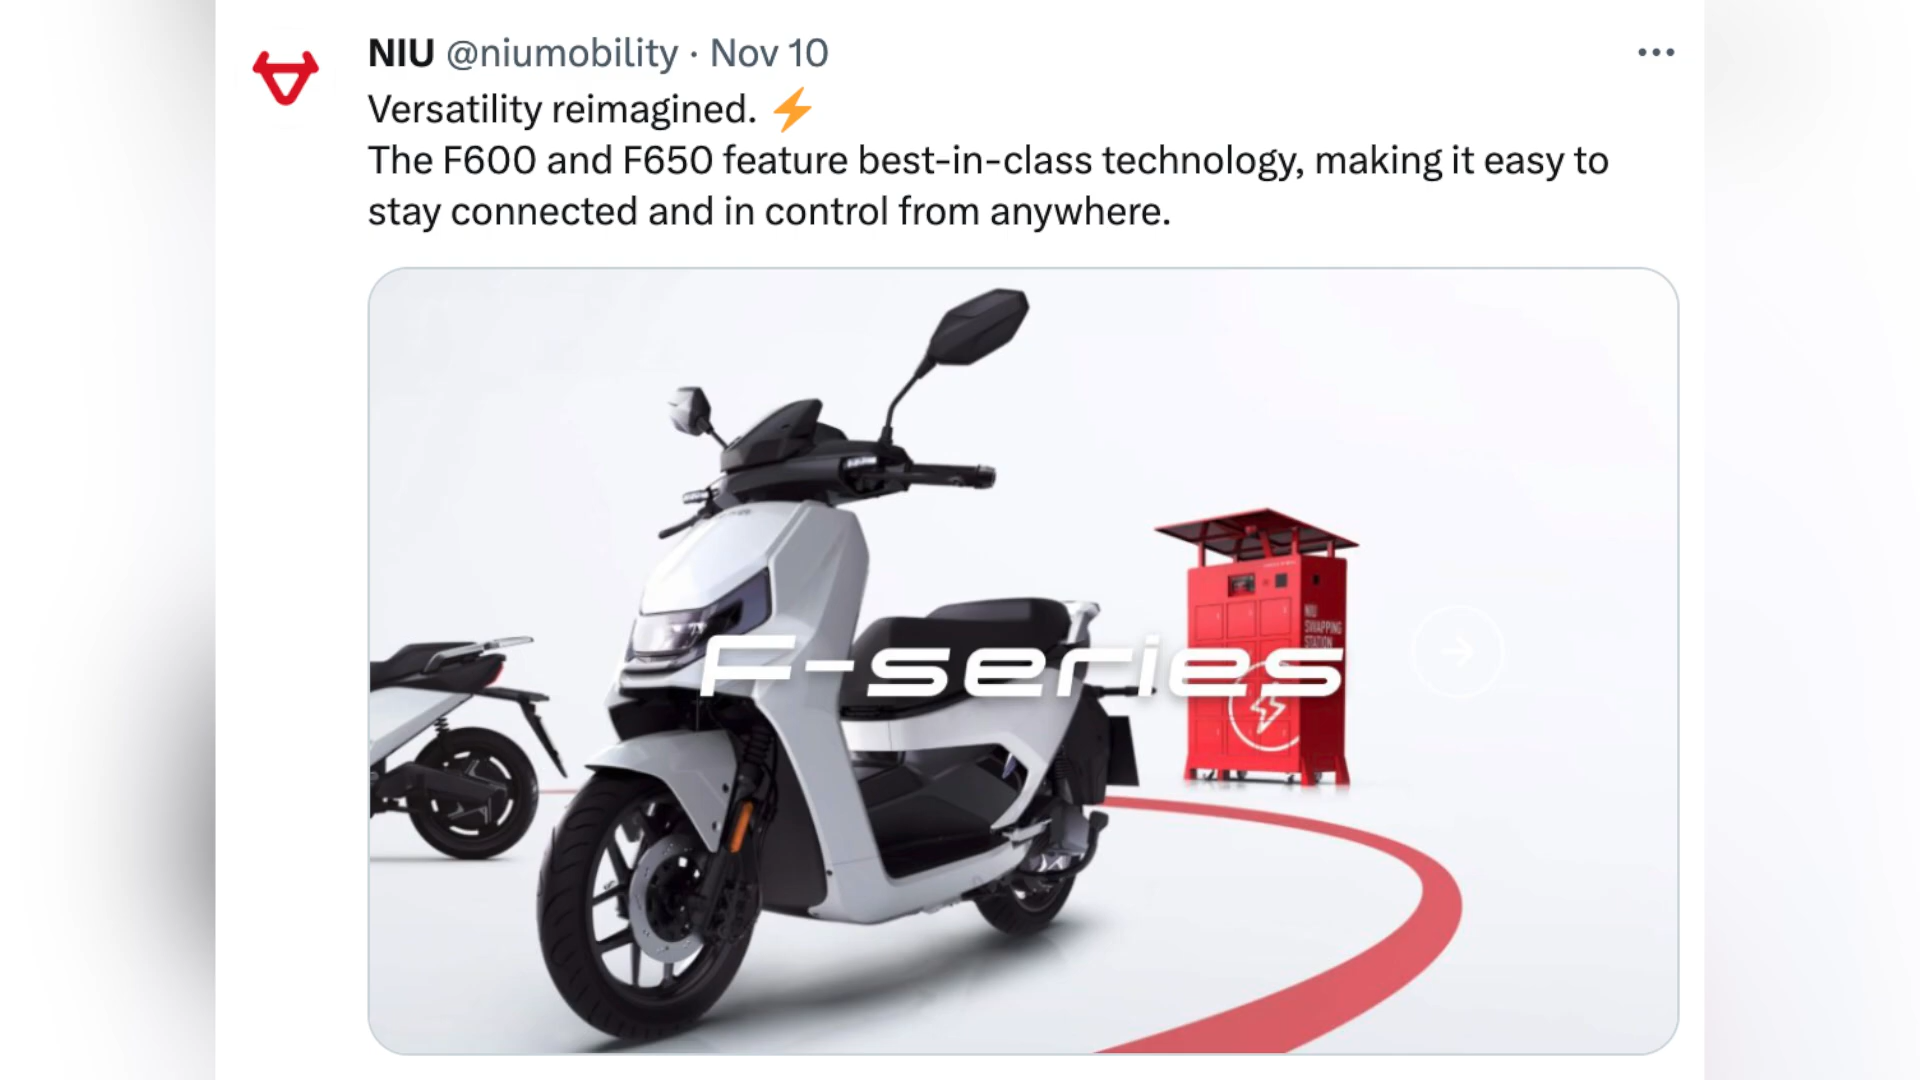 NIU @niumobility · Nov 10
Versatility reimagined. ⚡
The F600 and F650 feature best-in-class technology, making it easy to
stay connected and in control from anywhere.
NIU
SWAPPING
STATION
F-series